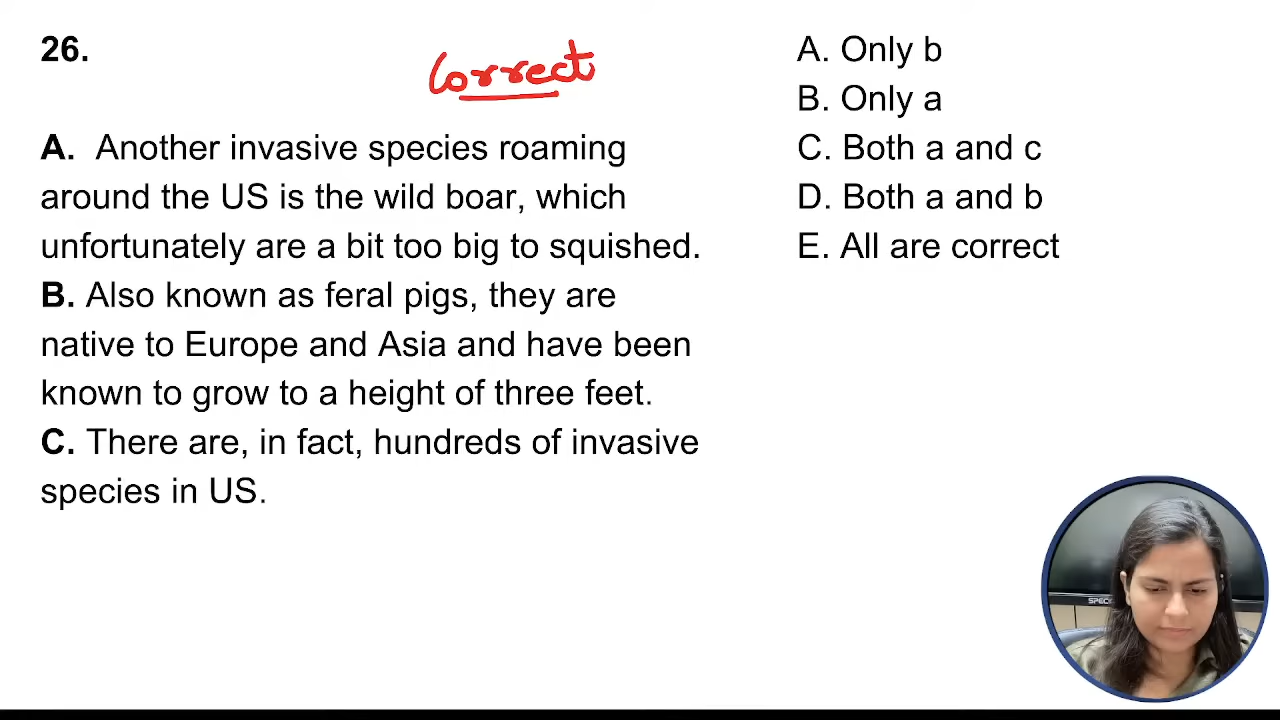 26.
Correct
A. Another invasive species roaming
around the US is the wild boar, which
unfortunately are a bit too big to squished.
B. Also known as feral pigs, they are
native to Europe and Asia and have been
known to grow to a height of three feet.
C. There are, in fact, hundreds of invasive
species in US.
A. Only b
B. Only a
C. Both a and c
D. Both a and b
E. All are correct